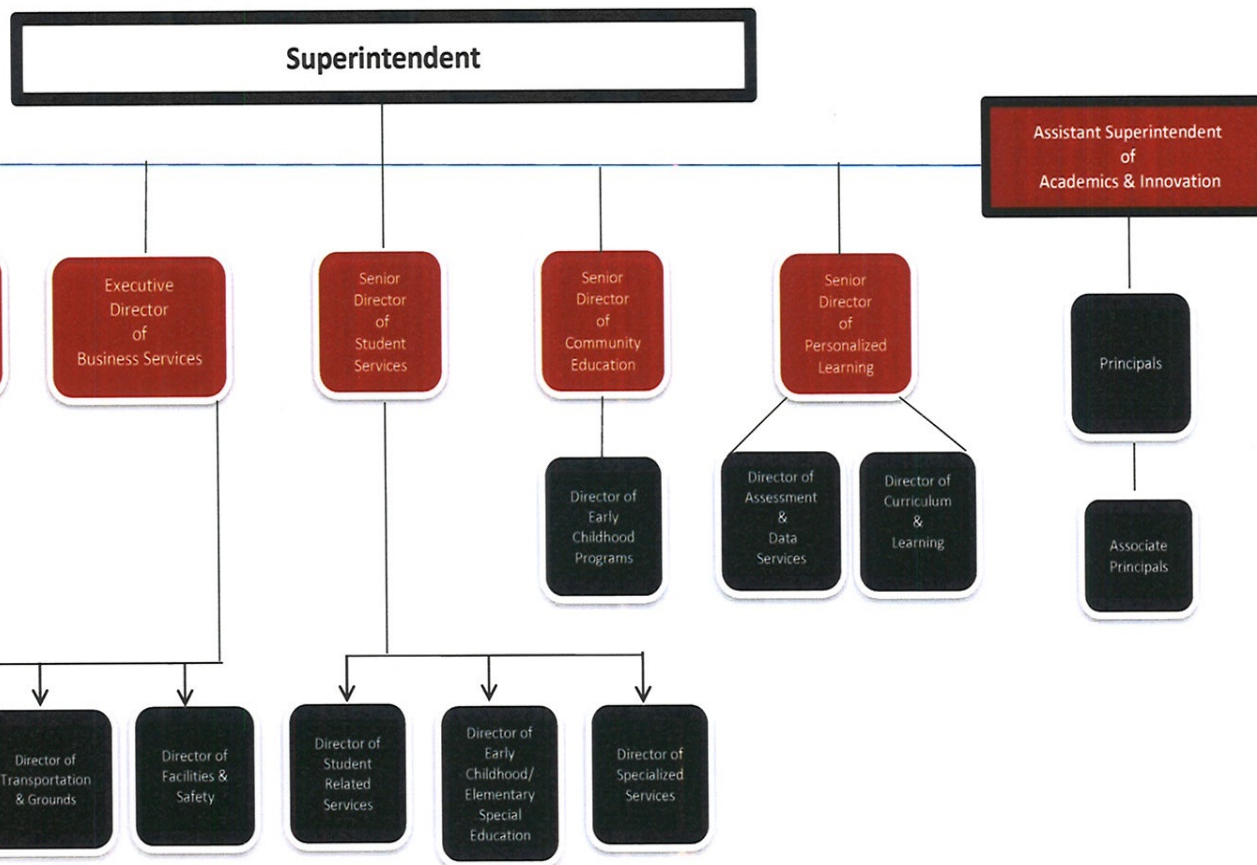 Superintendent
Assistant Superintendent
of
Academics & Innovation
Executive
Director
of
Business Services
Senior
Director
of
Student
Services
Senior
Director
of
Community
Education
Senior
Director
of
Personalized
Learning
Principals
Director of
Early
Childhood
Programs
Director of
Assessment
&
Data
Services
Director of
Curriculum
&
Learning
Associate
Principals
Director of
Transportation
& Grounds
Director of
Facilities &
Safety
Director of
Student
Related
Services
Director of
Early
Childhood/
Elementary
Special
Education
Director of
Specialized
Services